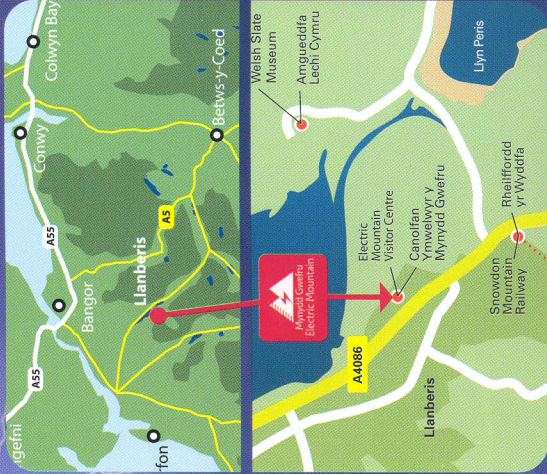 Colwyn Bay
Conwy
A55
Betws-y-Coed
A5
Llanberis
Bangor
A55
gefni
fon
Welsh Slate
Museum
Amgueddfa
Lechi Cymru
Llyn Peris
Electric
Mountain
Visitor Centre
Canolfan
Ymwelwyr y
Mynydd Gwefru
Mynydd Gwefru
Electric Mountain
Snowdon
Mountain
Railway
Rheilffordd
yr Wyddfa
A4086
Llanberis